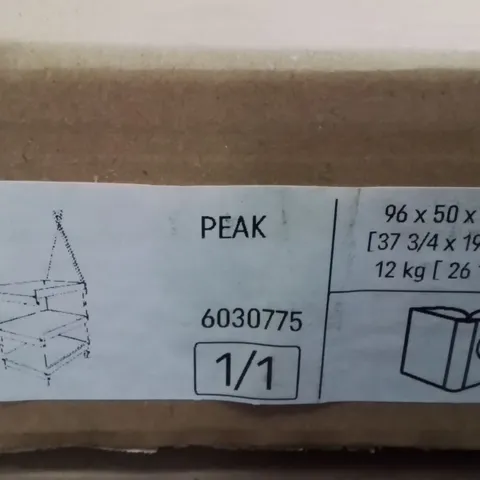 PEAK
6030775
1/1
96 x 50 x
[37 3/4 x 19
12 kg [ 26